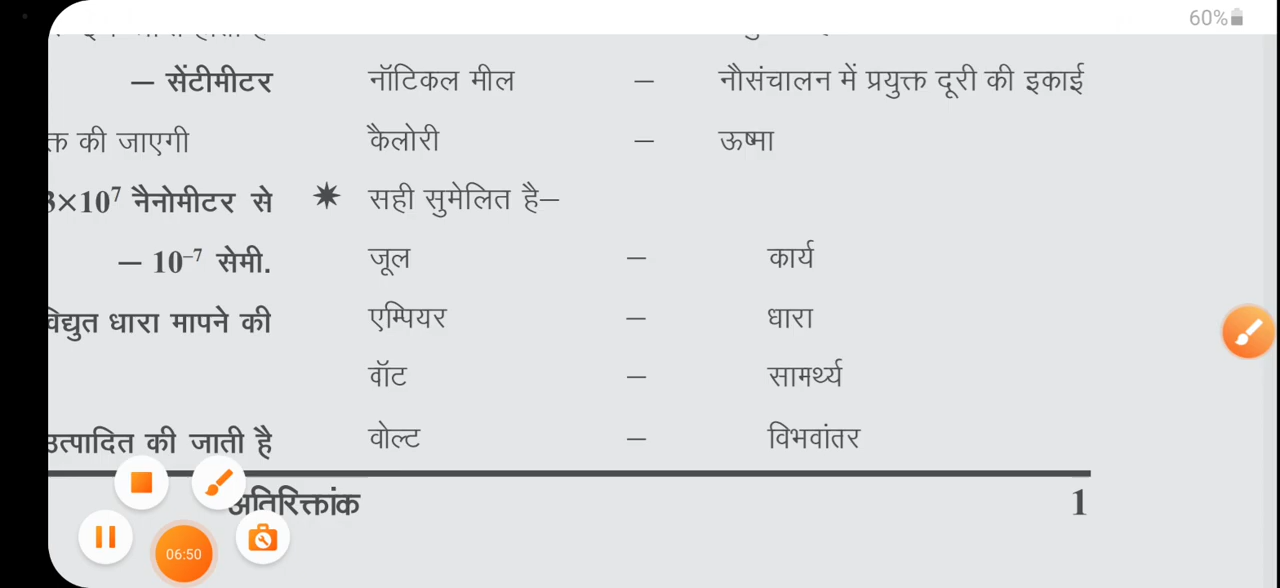 60%
– सेंटीमीटर
की जाएगी
×10⁷ नैनोमीटर से
– 10⁻⁷ सेमी.
विद्युत धारा मापने की
उत्पादित की जाती है
नॉटिकल मील – नौसंचालन में प्रयुक्त दूरी की इकाई
कैलोरी – ऊष्मा
✷ सही सुमेलित है–
जूल – कार्य
एम्पियर – धारा
वॉट – सामर्थ्य
वोल्ट – विभवांतर
अतिरिक्तांक 1
06:50